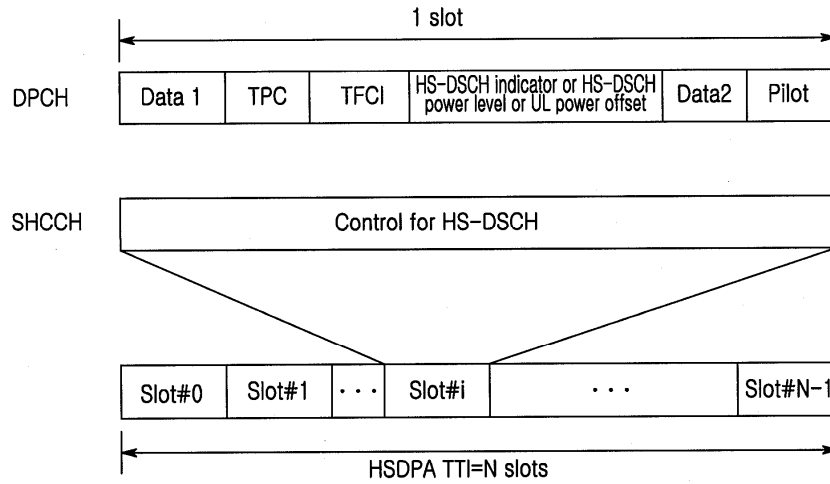 1 slot
DPCH
Data 1
TPC
TFCI
HS-DSCH indicator or HS-DSCH
power level or UL power offset
Data2
Pilot
SHCCH
Control for HS-DSCH
Slot#0
Slot#1
···
Slot#i
···
Slot#N-1
HSDPA TTI=N slots